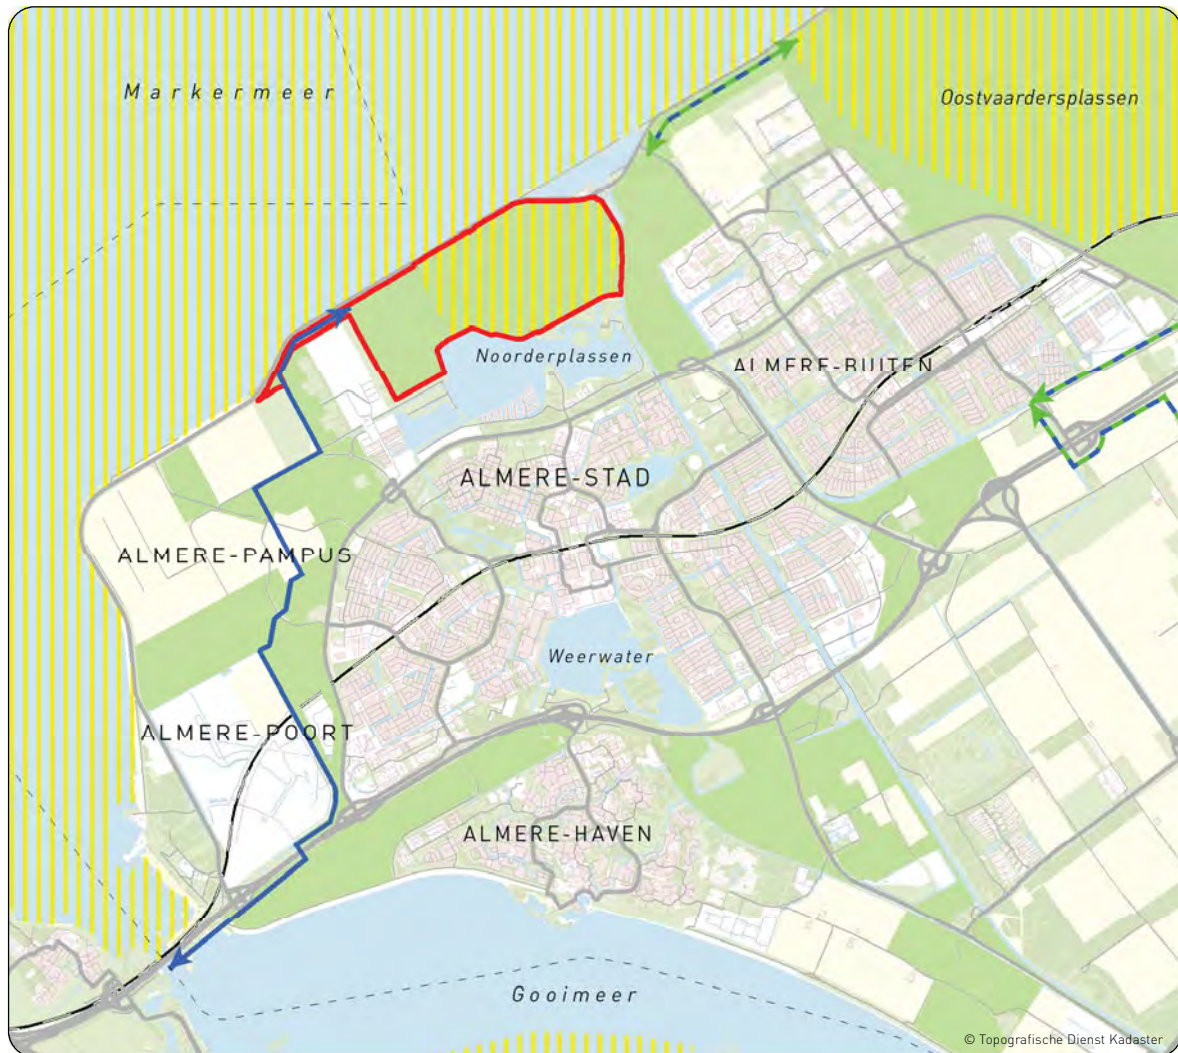 Markermeer
Oostvaardersplassen
Noorderplassen
ALMERE-BUITEN
ALMERE-STAD
ALMERE-PAMPUS
Weerwater
ALMERE-POORT
ALMERE-HAVEN
Gooimeer
© Topografische Dienst Kadaster